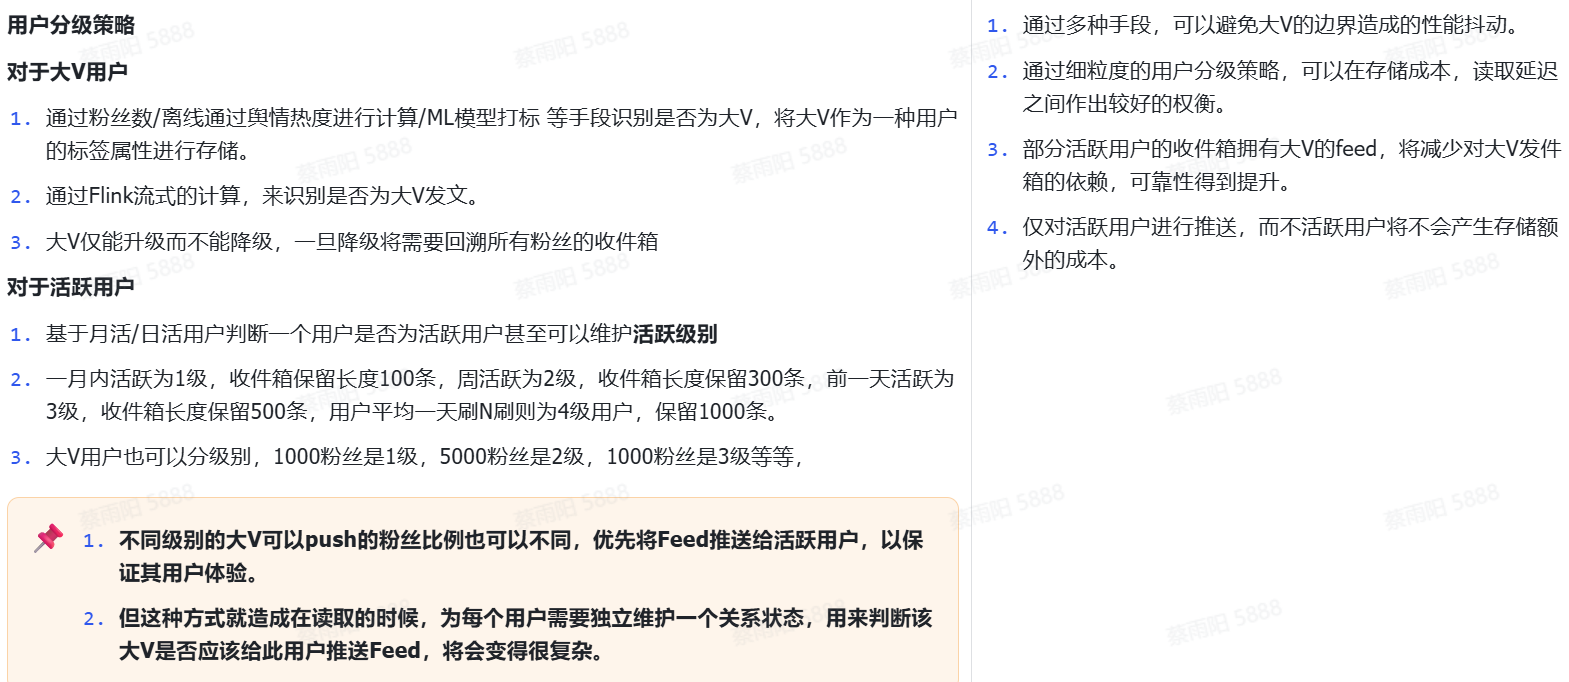 用户分级策略
对于大V用户
1. 通过粉丝数/离线通过舆情热度进行计算/ML模型打标 等手段识别是否为大V，将大V作为一种用户
的标签属性进行存储。
2. 通过Flink流式的计算，来识别是否为大V发文。
3. 大V仅能升级而不能降级，一旦降级将需要回溯所有粉丝的收件箱
对于活跃用户
1. 基于月活/日活用户判断一个用户是否为活跃用户甚至可以维护活跃级别
2. 一月内活跃为1级，收件箱保留长度100条，周活跃为2级，收件箱长度保留300条，前一天活跃为
3级，收件箱长度保留500条，用户平均一天刷N刷则为4级用户，保留1000条。
3. 大V用户也可以分级别，1000粉丝是1级，5000粉丝是2级，1000粉丝是3级等等，
1. 不同级别的大V可以push的粉丝比例也可以不同，优先将Feed推送给活跃用户，以保
证其用户体验。
2. 但这种方式就造成在读取的时候，为每个用户需要独立维护一个关系状态，用来判断该
大V是否应该给此用户推送Feed，将会变得很复杂。
1. 通过多种手段，可以避免大V的边界造成的性能抖动。
2. 通过细粒度的用户分级策略，可以在存储成本，读取延迟
之间作出较好的权衡。
3. 部分活跃用户的收件箱拥有大V的feed，将减少对大V发件
箱的依赖，可靠性得到提升。
4. 仅对活跃用户进行推送，而不活跃用户将不会产生存储额
外的成本。
蔡雨阳 5888